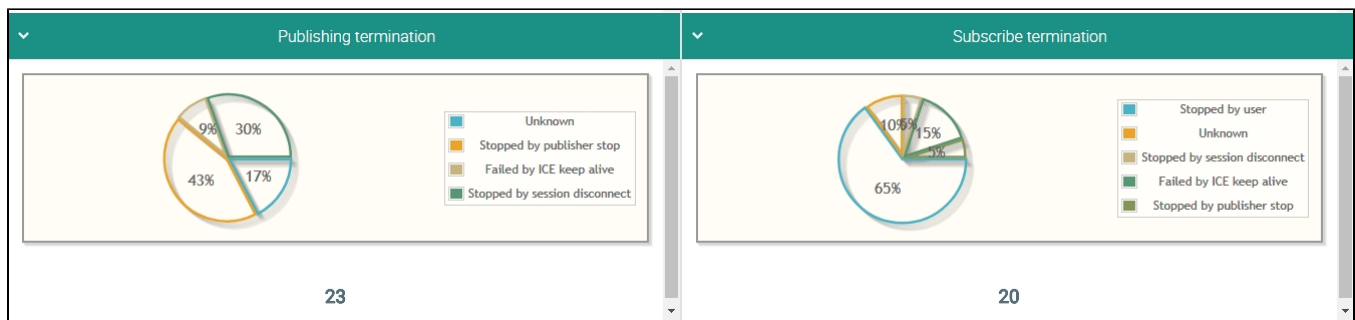 Publishing termination
9%
30%
43%
17%
Unknown
Stopped by publisher stop
Failed by ICE keep alive
Stopped by session disconnect
23
Subscribe termination
10%
5%
15%
5%
65%
Stopped by user
Unknown
Stopped by session disconnect
Failed by ICE keep alive
Stopped by publisher stop
20